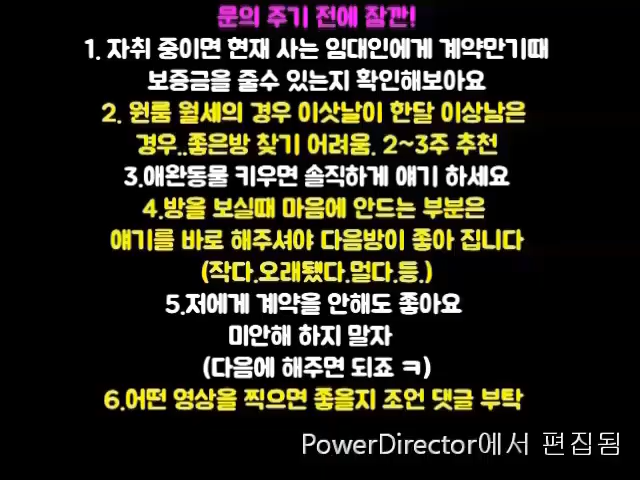 문의 주기 전에 잠깐!
1. 자취 중이면 현재 사는 임대인에게 계약만기때
보증금을 줄수 있는지 확인해보아요
2. 원룸 월세의 경우 이삿날이 한달 이상남은
경우..좋은방 찾기 어려움. 2~3주 추천
3.애완동물 키우면 솔직하게 얘기 하세요
4.방을 보실때 마음에 안드는 부분은
얘기를 바로 해주셔야 다음방이 좋아 집니다
(작다.오래됐다.멀다.등.)
5.저에게 계약을 안해도 좋아요
미안해 하지 말자
(다음에 해주면 되죠 ㅋ)
6.어떤 영상을 찍으면 좋을지 조언 댓글 부탁
PowerDirector에서 편집됨